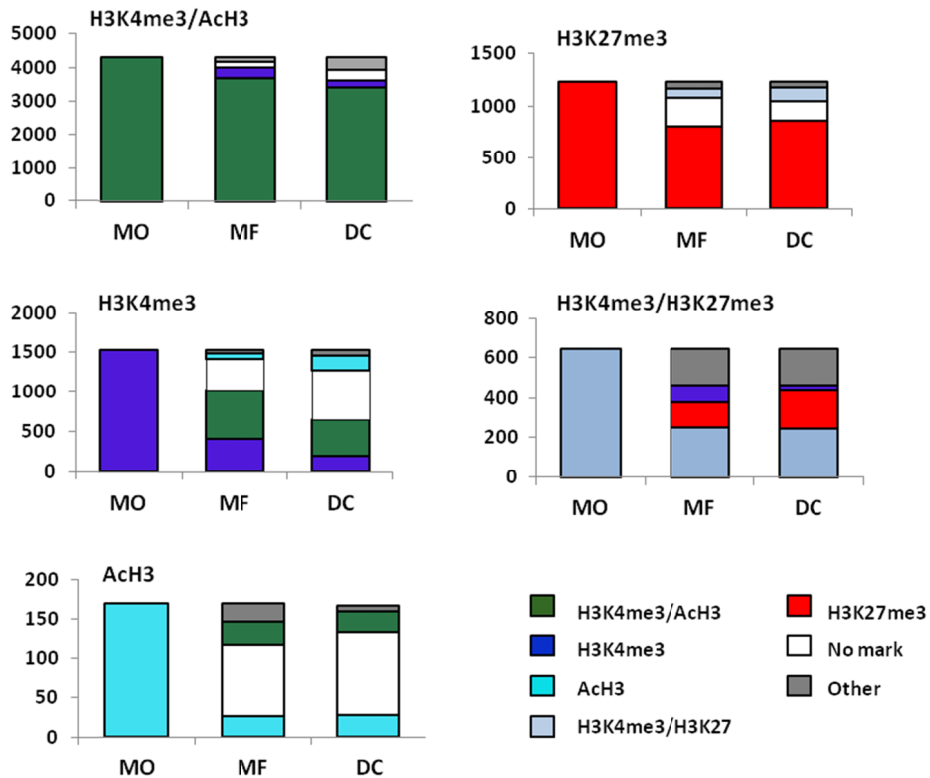 H3K4me3/AcH3
5000
4000
3000
2000
1000
0
MO MF DC
H3K27me3
1500
1000
500
0
MO MF DC
H3K4me3
2000
1500
1000
500
0
MO MF DC
H3K4me3/H3K27me3
800
600
400
200
0
MO MF DC
AcH3
200
150
100
50
0
MO MF DC
H3K4me3/AcH3
H3K4me3
AcH3
H3K4me3/H3K27
H3K27me3
No mark
Other